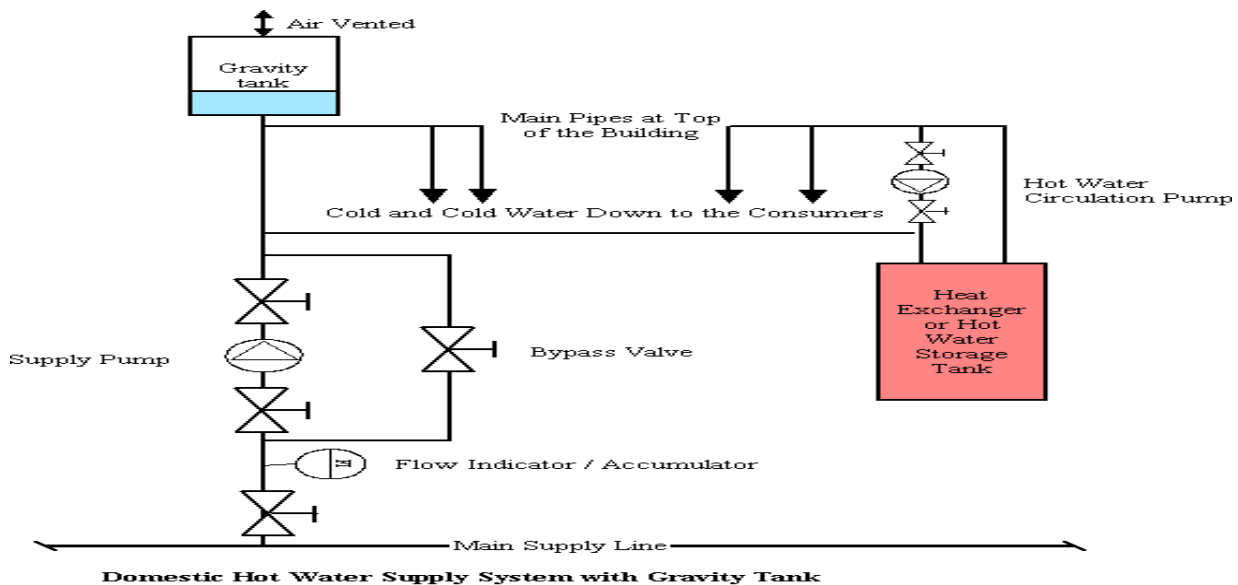 Air Vented
Gravity
tank
Main Pipes at Top
of the Building
Hot Water
Circulation Pump
Cold and Cold Water Down to the Consumers
Heat
Exchanger
or Hot
Water
Storage
Tank
Supply Pump
Bypass Valve
Flow Indicator / Accumulator
Main Supply Line
Domestic Hot Water Supply System with Gravity Tank